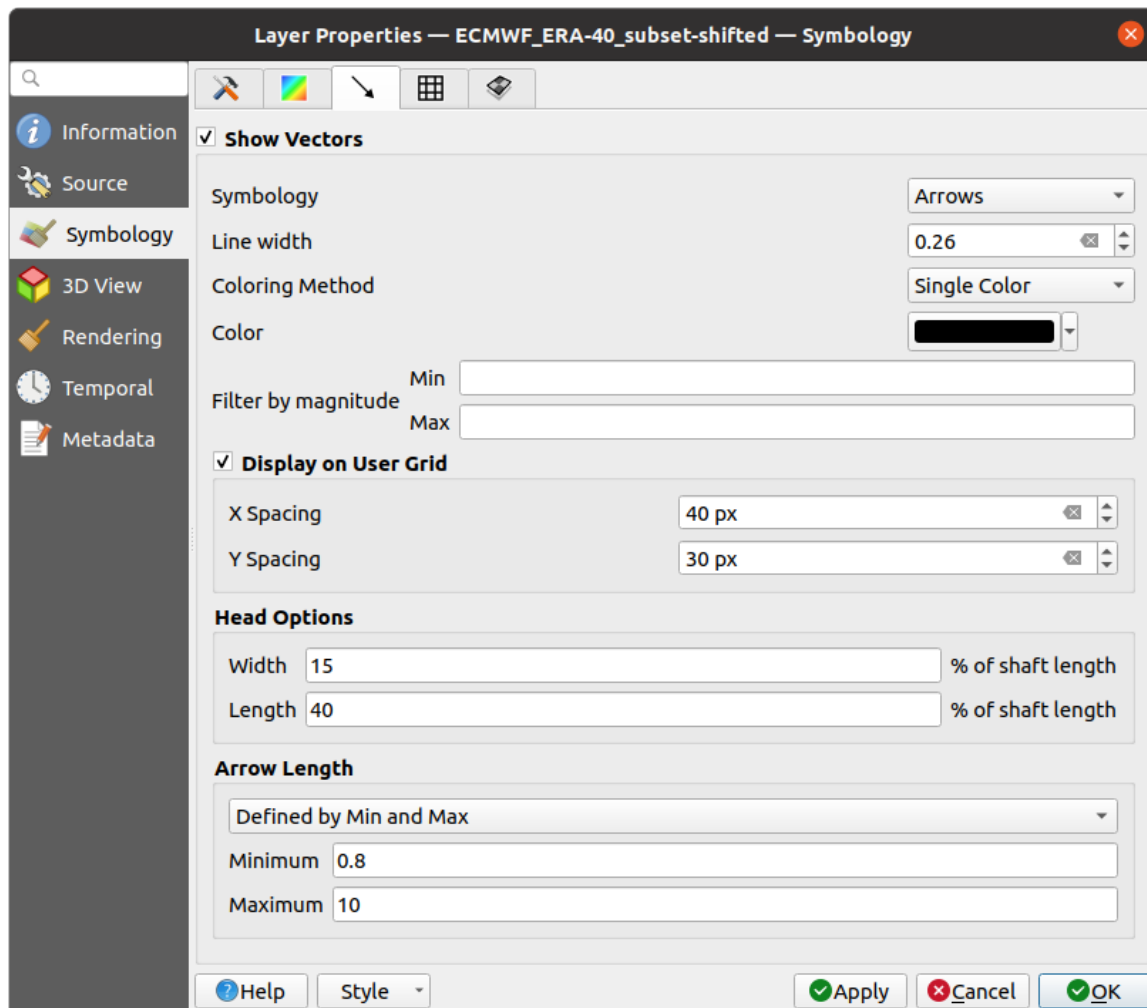 Layer Properties — ECMWF_ERA-40_subset-shifted — Symbology
Information
Source
Symbology
3D View
Rendering
Temporal
Metadata
Show Vectors
Symbology Arrows
Line width 0.26
Coloring Method Single Color
Color
Filter by magnitude
Min
Max
Display on User Grid
X Spacing 40 px
Y Spacing 30 px
Head Options
Width 15 % of shaft length
Length 40 % of shaft length
Arrow Length
Defined by Min and Max
Minimum 0.8
Maximum 10
Help Style Apply Cancel OK